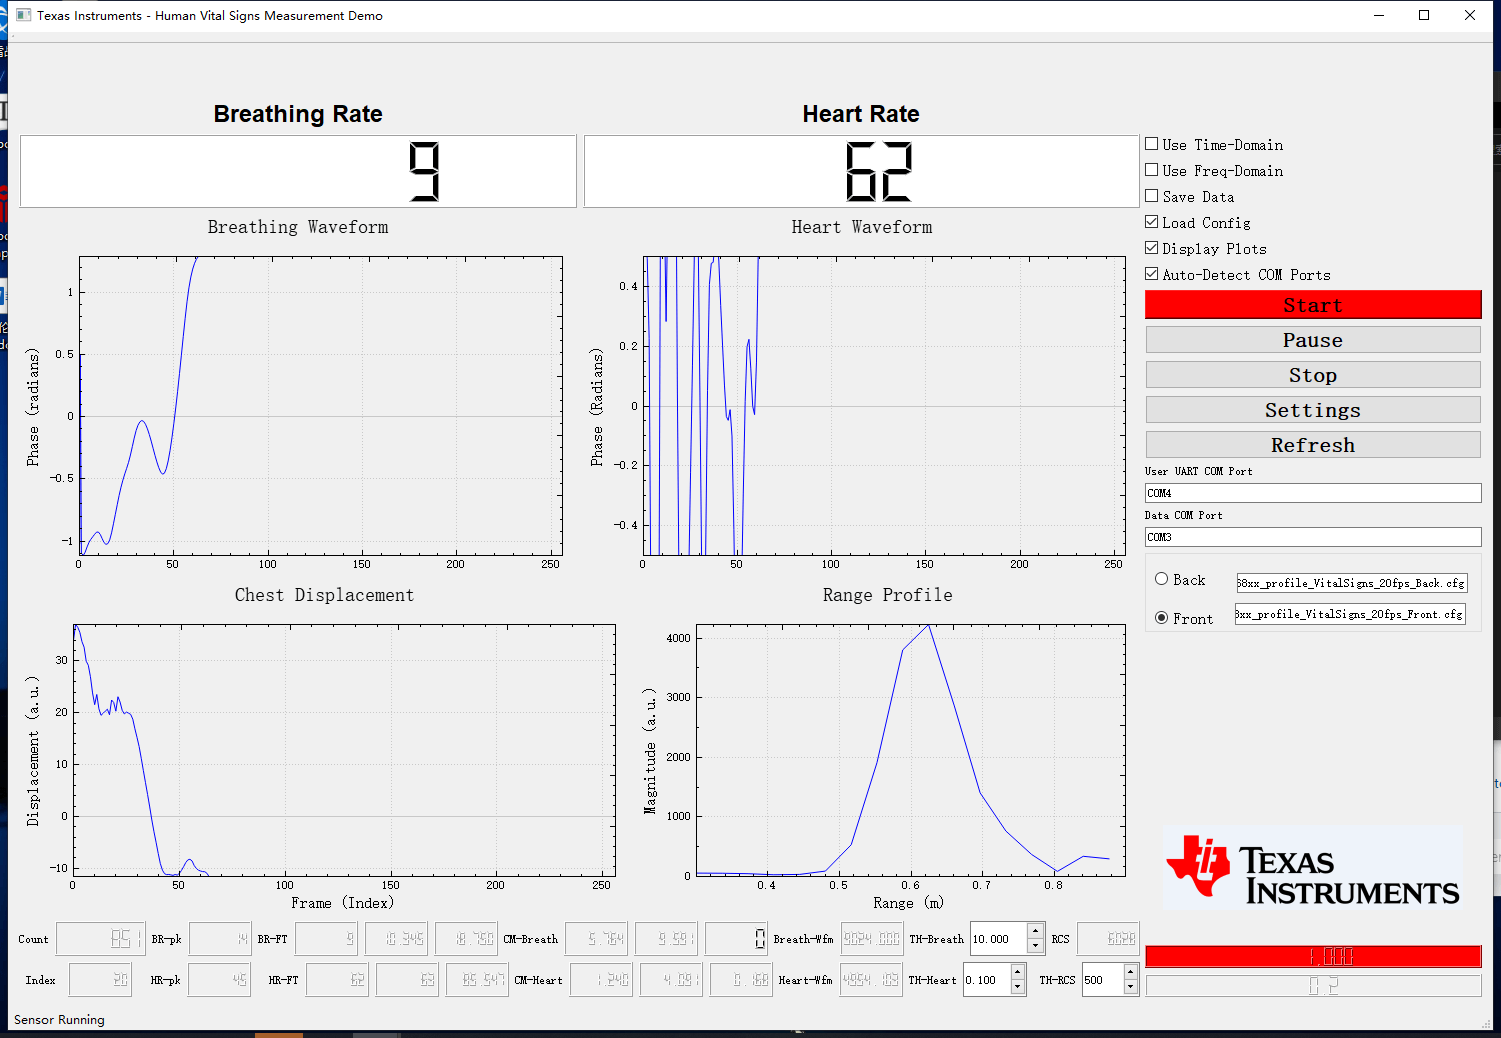 Texas Instruments - Human Vital Signs Measurement Demo
Breathing Rate
Heart Rate
9
62
Use Time-Domain
Use Freq-Domain
Save Data
Load Config
Display Plots
Auto-Detect COM Ports
Start
Pause
Stop
Settings
Refresh
User UART COM Port
COM4
Data COM Port
COM3
Back
68xx_profile_VitalSigns_20fps_Back.cfg
Front
8xx_profile_VitalSigns_20fps_Front.cfg
Breathing Waveform
Phase (radians)
1
0.5
0
-0.5
-1
0 50 100 150 200 250
Heart Waveform
Phase (Radians)
0.4
0.2
0
-0.2
-0.4
0 50 100 150 200 250
Chest Displacement
Displacement (a.u.)
30
20
10
0
-10
0 50 100 150 200 250
Frame (Index)
Range Profile
Magnitude (a.u.)
4000
3000
2000
1000
0
0.4 0.5 0.6 0.7 0.8
Range (m)
TEXAS
INSTRUMENTS
Count 851 BR-pk 14 BR-FT 9 10.345 18.750 CM-Breath 5.764 9.591 0 Breath-Wfm 9024.000 TH-Breath 10.000 RCS 6028
1.000
Index 20 HR-pk 45 HR-FT 62 63 85.547 CM-Heart 1.240 4.091 0.168 Heart-Wfm 4954.103 TH-Heart 0.100 TH-RCS 500
0.2
Sensor Running